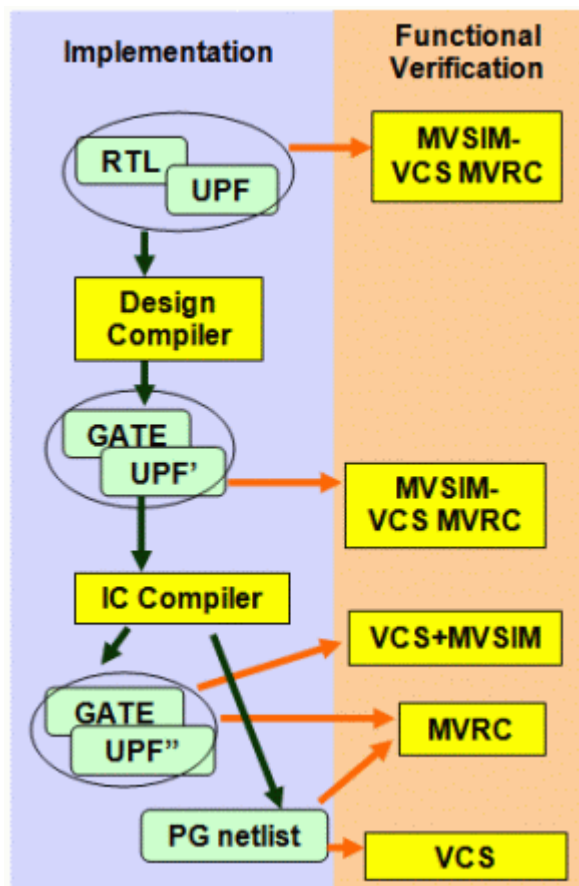 Implementation
Functional
Verification
RTL
UPF
MVSIM-
VCS MVRC
Design
Compiler
GATE
UPF’
MVSIM-
VCS MVRC
IC Compiler
VCS+MVSIM
GATE
UPF”
MVRC
PG netlist
VCS